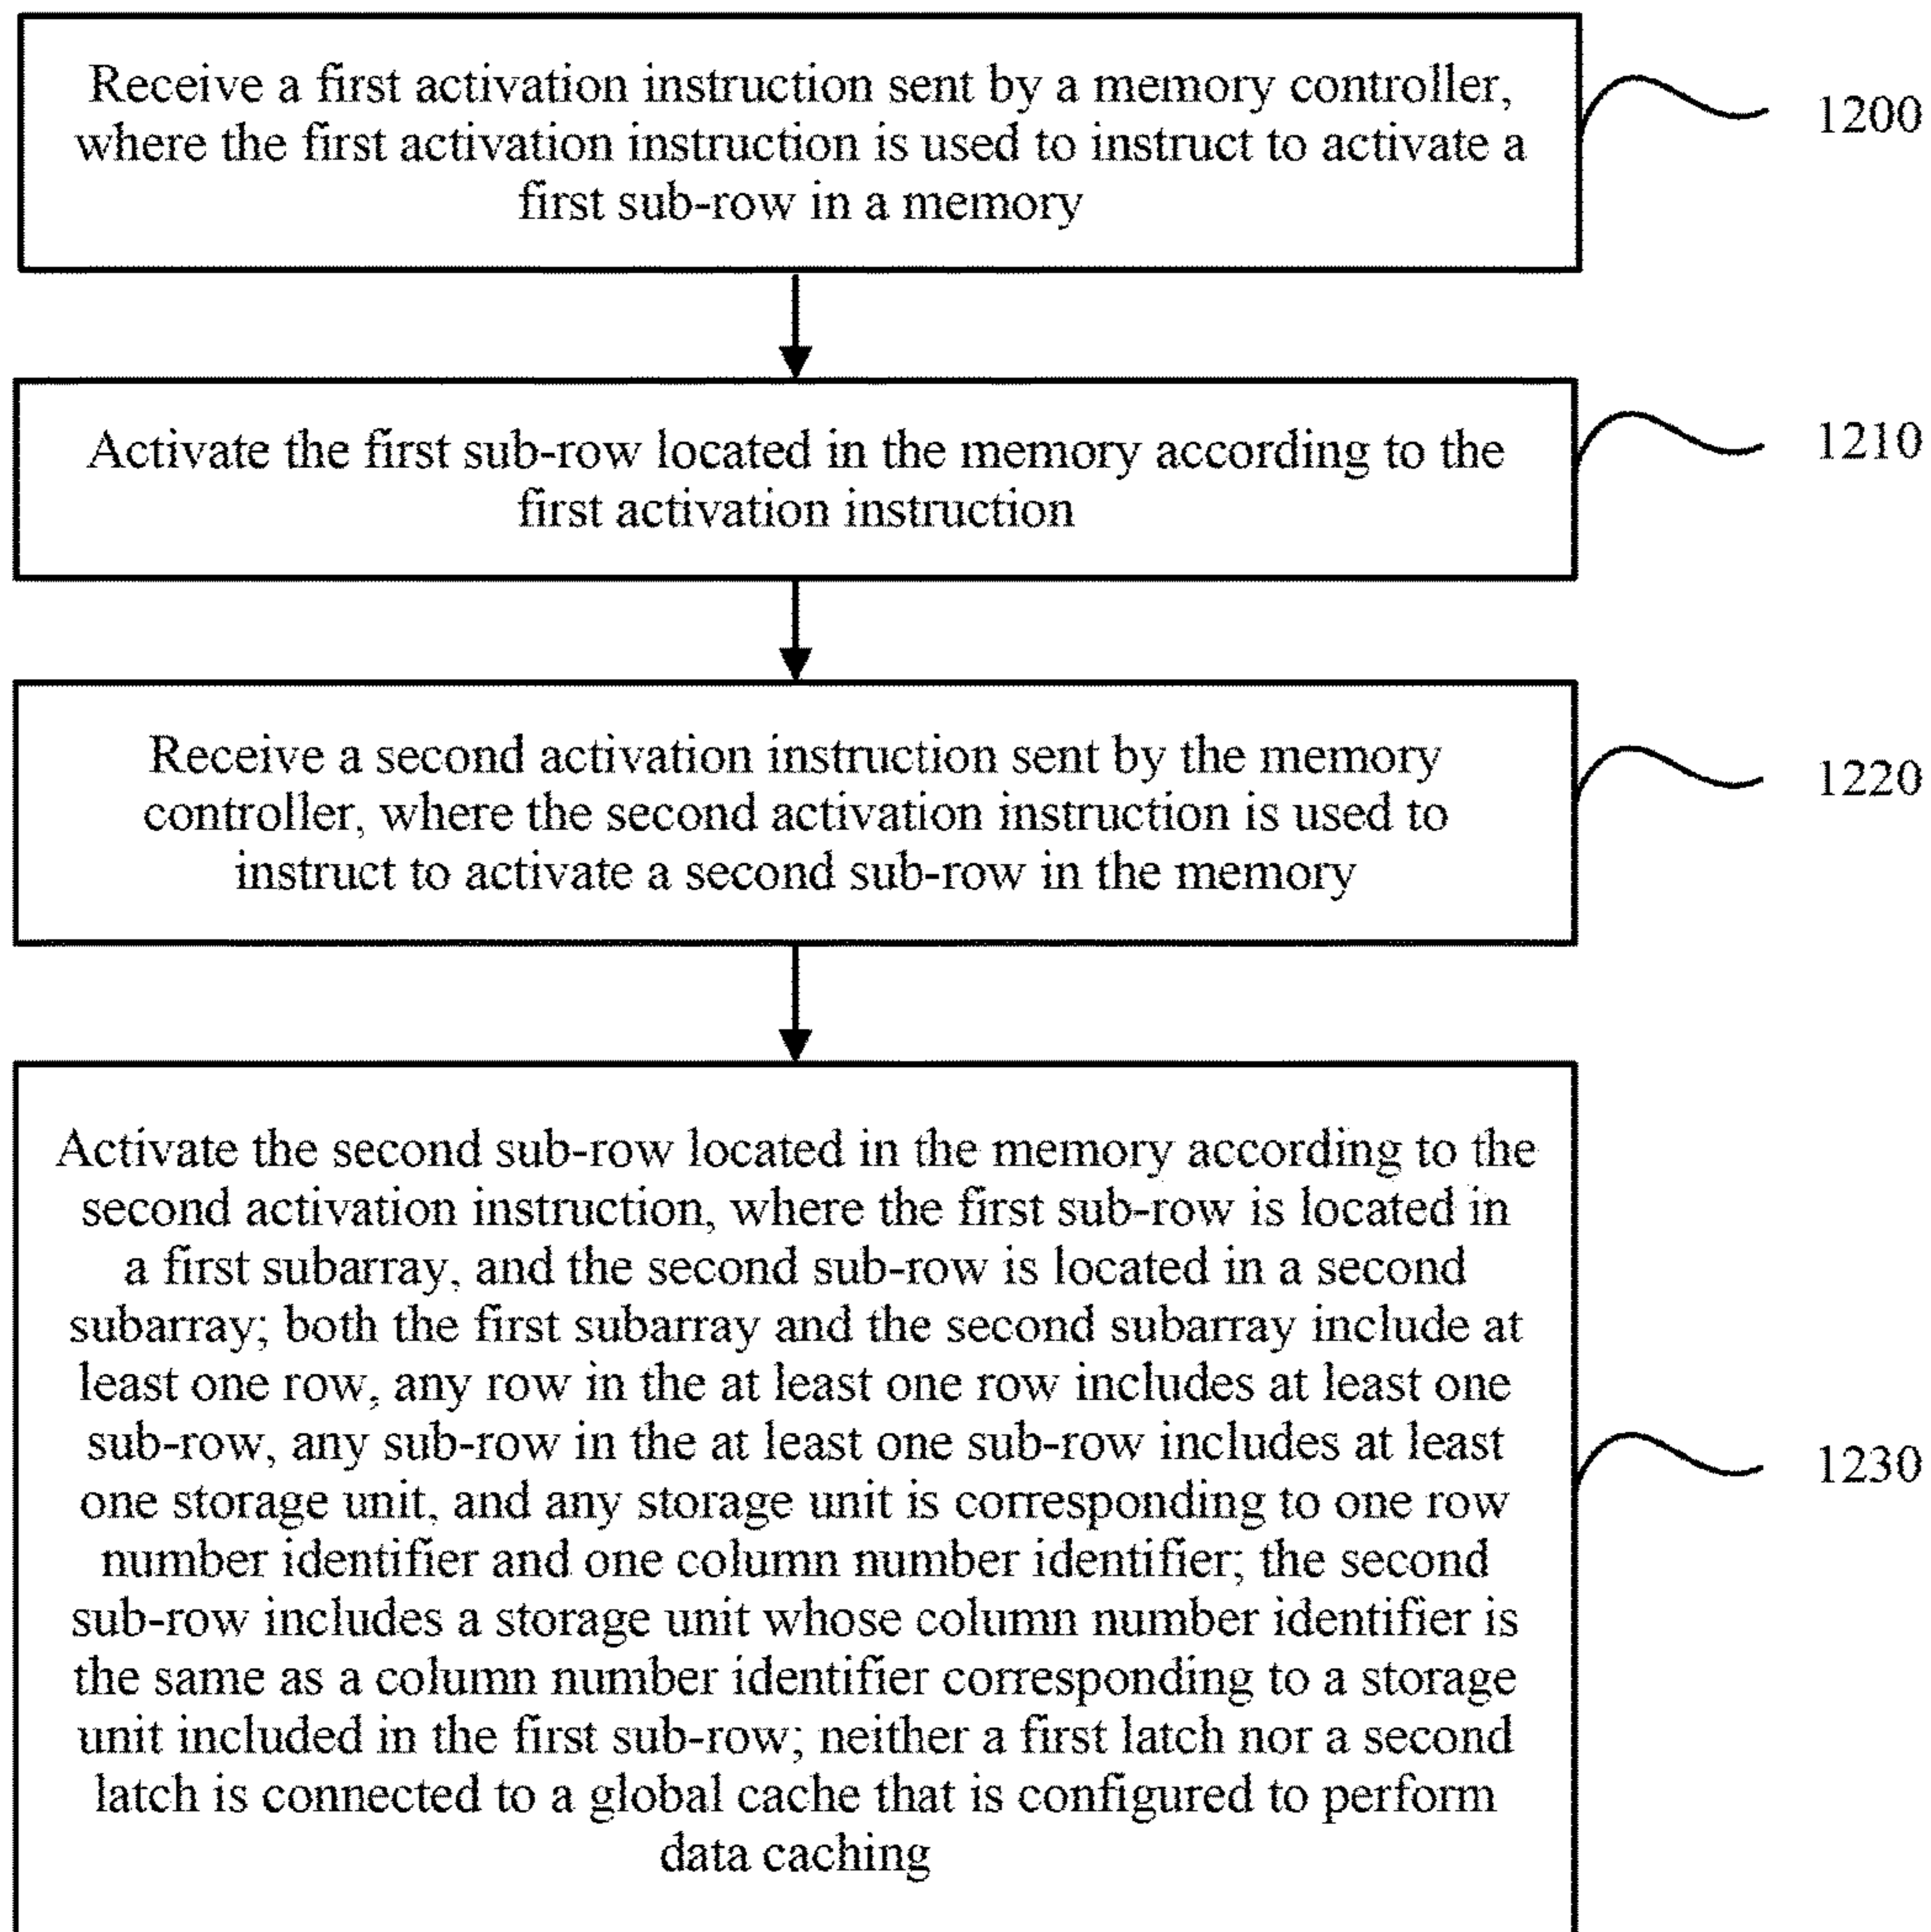 Receive a first activation instruction sent by a memory controller,
where the first activation instruction is used to instruct to activate a
first sub-row in a memory
1200
Activate the first sub-row located in the memory according to the
first activation instruction
1210
Receive a second activation instruction sent by the memory
controller, where the second activation instruction is used to
instruct to activate a second sub-row in the memory
1220
Activate the second sub-row located in the memory according to the
second activation instruction, where the first sub-row is located in
a first subarray, and the second sub-row is located in a second
subarray; both the first subarray and the second subarray include at
least one row, any row in the at least one row includes at least one
sub-row, any sub-row in the at least one sub-row includes at least
one storage unit, and any storage unit is corresponding to one row
number identifier and one column number identifier; the second
sub-row includes a storage unit whose column number identifier is
the same as a column number identifier corresponding to a storage
unit included in the first sub-row; neither a first latch nor a second
latch is connected to a global cache that is configured to perform
data caching
1230